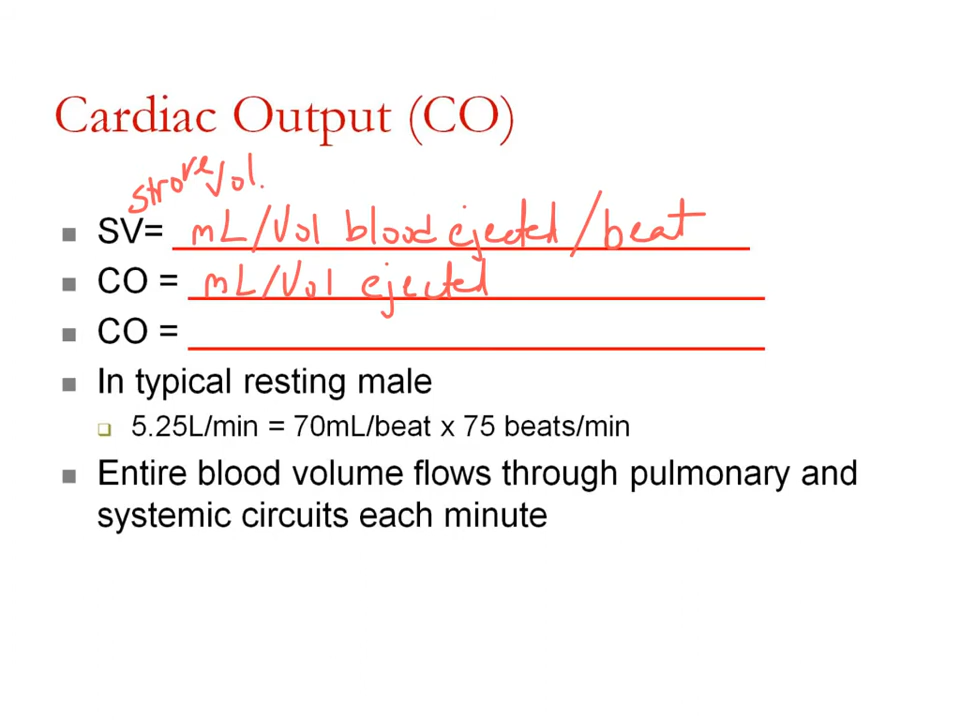 Cardiac Output (CO)
stroke Vol.
SV= mL/Vol blood ejected/beat
CO = mL/Vol ejected
CO =
In typical resting male
5.25L/min = 70mL/beat x 75 beats/min
Entire blood volume flows through pulmonary and
systemic circuits each minute